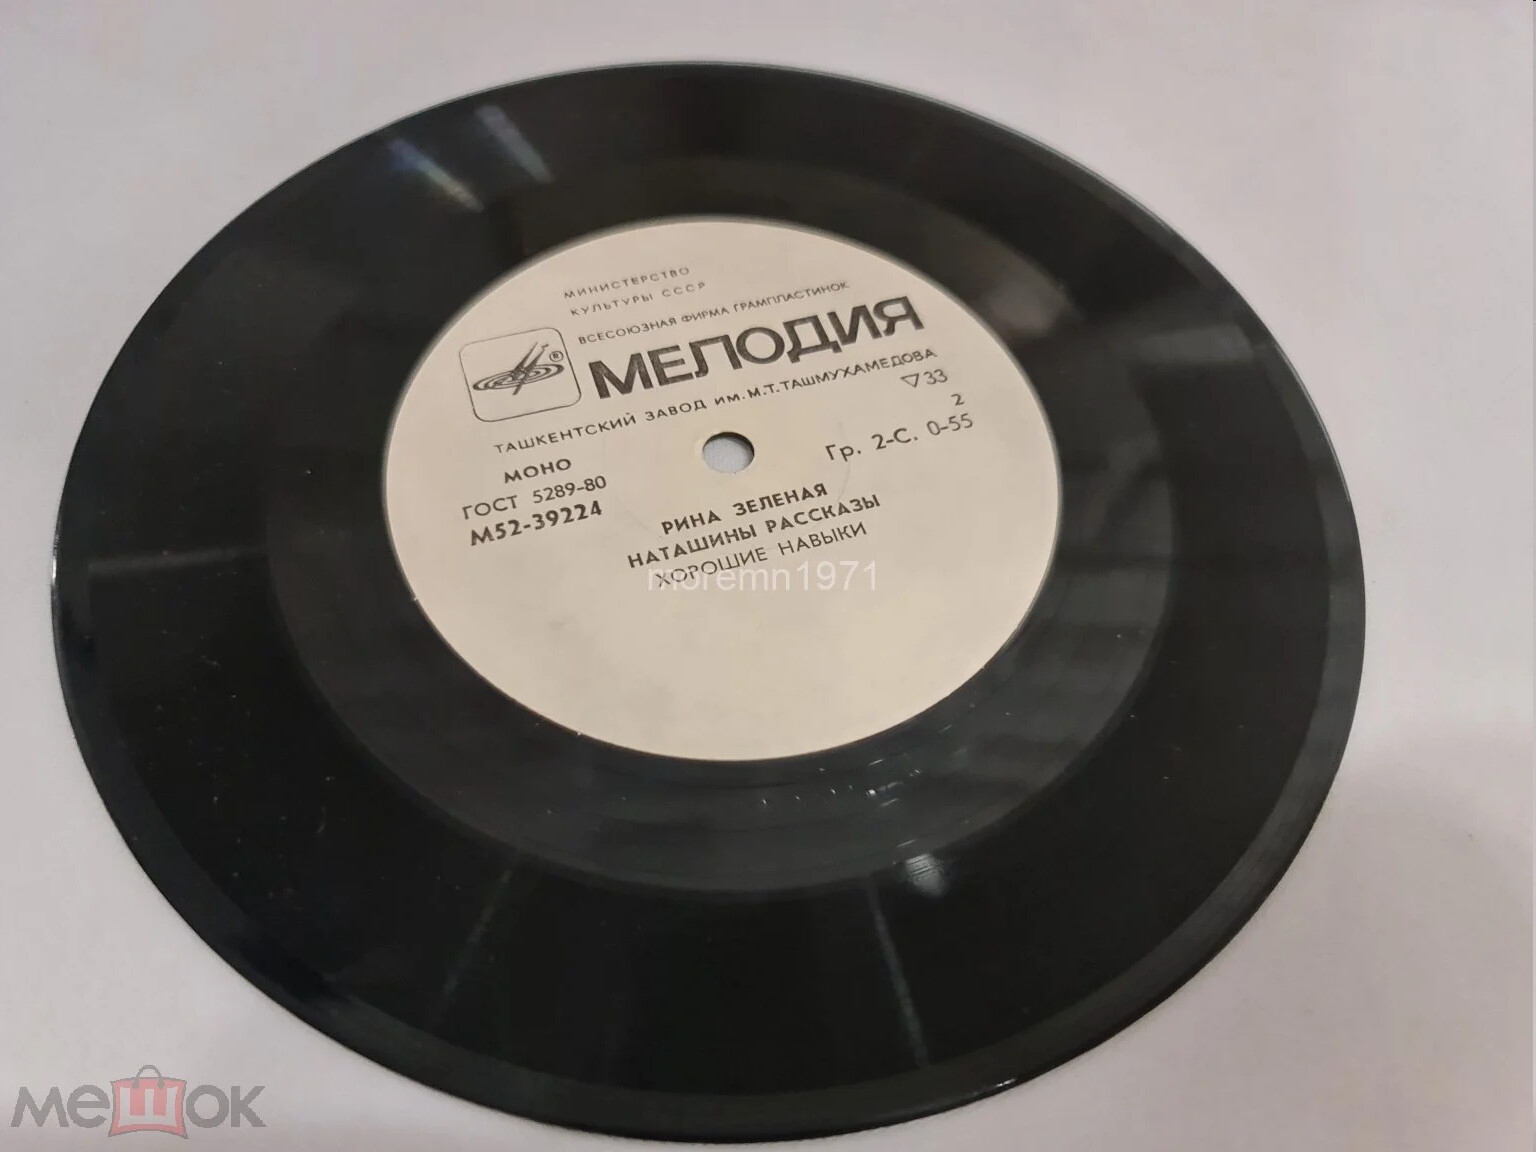 МИНИСТЕРСТВО
КУЛЬТУРЫ СССР
ВСЕСОЮЗНАЯ ФИРМА ГРАМПЛАСТИНОК
®
МЕЛОДИЯ
ТАШКЕНТСКИЙ ЗАВОД им. М.Т. ТАШМУХАМЕДОВА
▽33
2
МОНО
Гр. 2-С. 0-55
ГОСТ 5289-80
М52-39224
РИНА ЗЕЛЕНАЯ
НАТАШИНЫ РАССКАЗЫ
ХОРОШИЕ НАВЫКИ
moremn1971
мешок